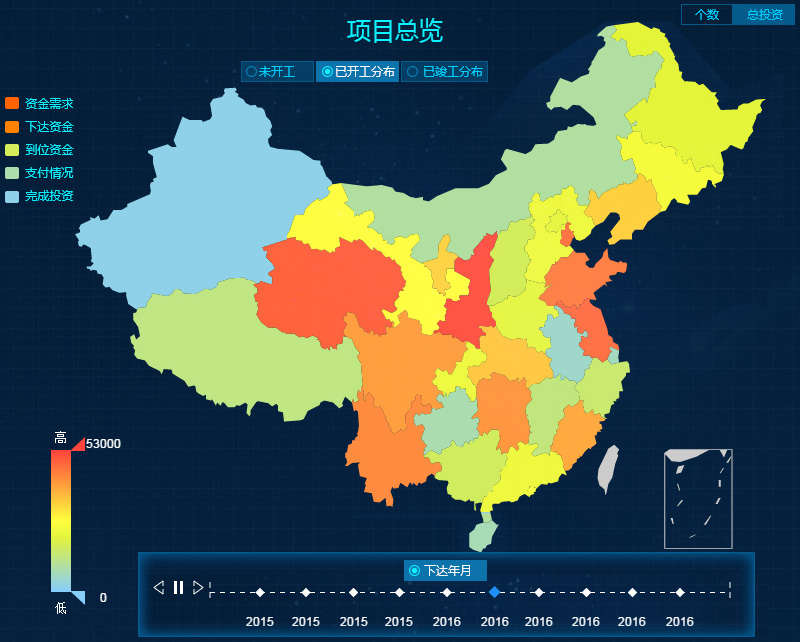 个数 总投资
项目总览
未开工 已开工分布 已竣工分布
资金需求
下达资金
到位资金
支付情况
完成投资
高 53000
0
低
下达年月
2015 2015 2015 2015 2016 2016 2016 2016 2016 2016